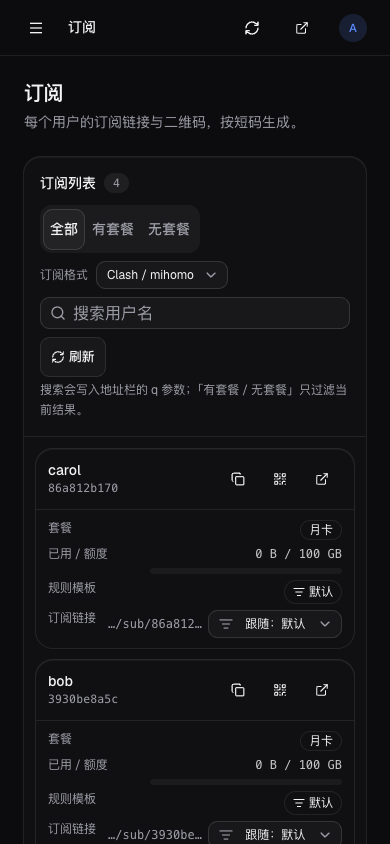 订阅
A
订阅
每个用户的订阅链接与二维码，按短码生成。
订阅列表 4
全部 有套餐 无套餐
订阅格式 Clash / mihomo
搜索用户名
刷新
搜索会写入地址栏的 q 参数；「有套餐 / 无套餐」只过滤当
前结果。
carol
86a812b170
套餐 月卡
已用 / 额度 0 B / 100 GB
规则模板 默认
订阅链接 …/sub/86a812… 跟随：默认
bob
3930be8a5c
套餐 月卡
已用 / 额度 0 B / 100 GB
规则模板 默认
订阅链接 …/sub/3930be… 跟随：默认